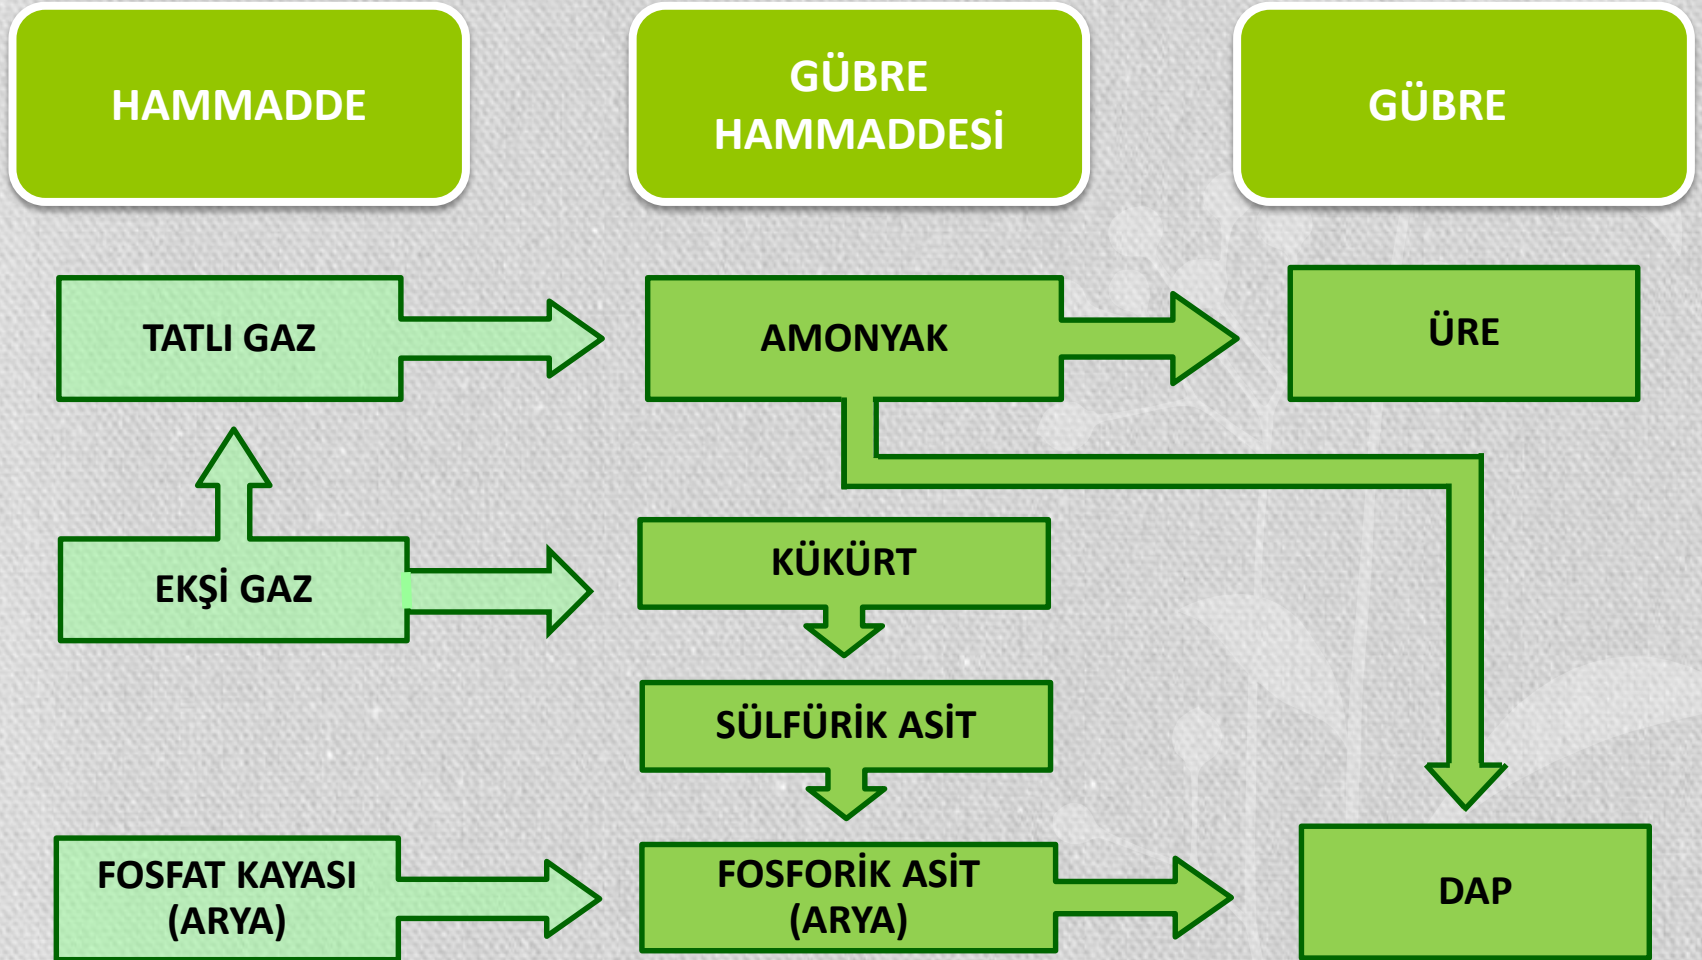 HAMMADDE
GÜBRE
HAMMADDESİ
GÜBRE
TATLI GAZ
AMONYAK
ÜRE
EKŞİ GAZ
KÜKÜRT
SÜLFÜRİK ASİT
FOSFAT KAYASI
(ARYA)
FOSFORİK ASİT
(ARYA)
DAP